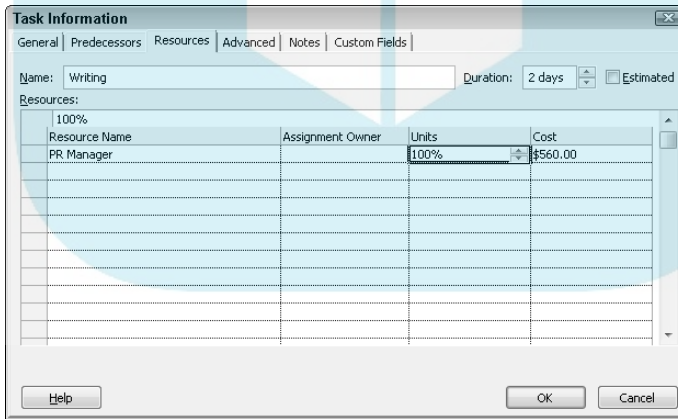 Task Information
General Predecessors Resources Advanced Notes Custom Fields
Name: Writing Duration: 2 days Estimated
Resources:
100%
Resource Name Assignment Owner Units Cost
PR Manager 100% $560.00
Help OK Cancel